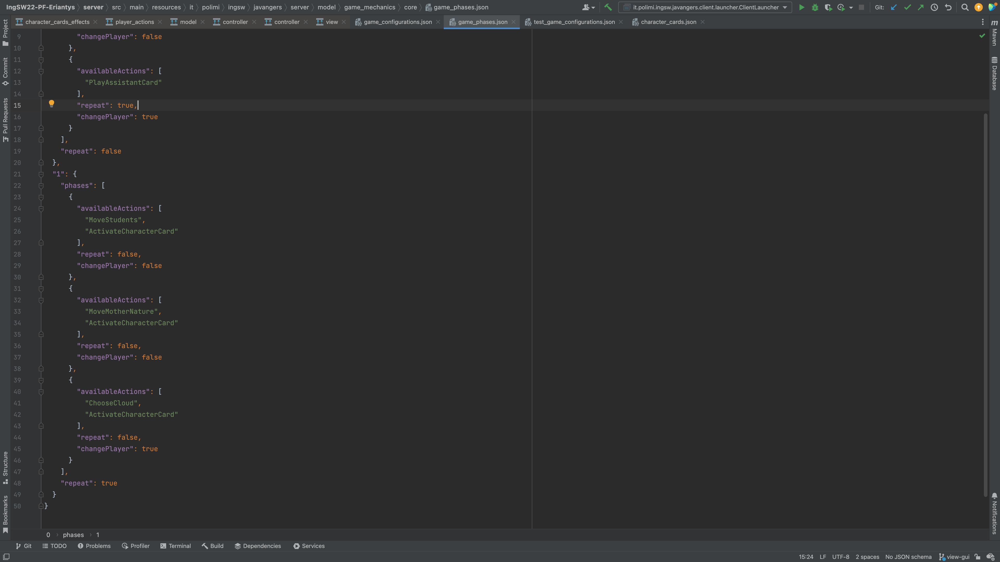 IngSW22-PF-Eriantys server src main resources it polimi ingsw javangers server model game_mechanics core game_phases.json it.polimi.ingsw.javangers.client.launcher.ClientLauncher Git:
character_cards_effects player_actions model controller controller view game_configurations.json game_phases.json test_game_configurations.json character_cards.json
Project
Commit
Pull Requests
Structure
Bookmarks
9 "changePlayer": false
10 },
11 {
12 "availableActions": [
13 "PlayAssistantCard"
14 ],
15 "repeat": true,
16 "changePlayer": true
17 }
18 ],
19 "repeat": false
20 },
21 "1": {
22 "phases": [
23 {
24 "availableActions": [
25 "MoveStudents",
26 "ActivateCharacterCard"
27 ],
28 "repeat": false,
29 "changePlayer": false
30 },
31 {
32 "availableActions": [
33 "MoveMotherNature",
34 "ActivateCharacterCard"
35 ],
36 "repeat": false,
37 "changePlayer": false
38 },
39 {
40 "availableActions": [
41 "ChooseCloud",
42 "ActivateCharacterCard"
43 ],
44 "repeat": false,
45 "changePlayer": true
46 }
47 ],
48 "repeat": true
49 }
50 }
m Maven
Database
Notifications
0 › phases › 1
Git TODO Problems Profiler Terminal Build Dependencies Services
15:24 LF UTF-8 2 spaces No JSON schema view-gui